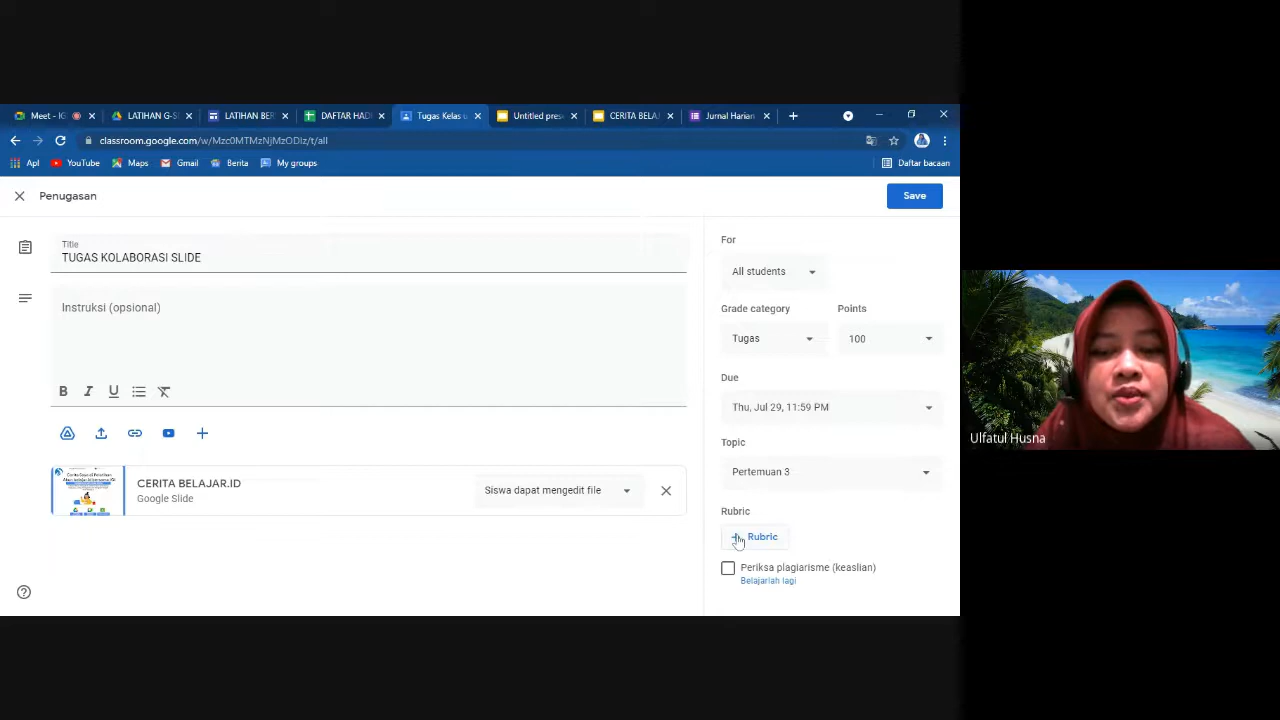 Meet - IG
LATIHAN G-S
LATIHAN BER
DAFTAR HAD
Tugas Kelas u
Untitled pres
CERITA BELA
Jurnal Harian
classroom.google.com/w/Mzc0MTMzNjMzODIz/t/all
Apl
YouTube
Maps
Gmail
Berita
My groups
Daftar bacaan
Penugasan
Save
Title
TUGAS KOLABORASI SLIDE
Instruksi (opsional)
B I U
CERITA BELAJAR.ID
Google Slide
Siswa dapat mengedit file
For
All students
Grade category
Points
Tugas
100
Due
Thu, Jul 29, 11:59 PM
Topic
Pertemuan 3
Rubric
Rubric
Periksa plagiarisme (keaslian)
Belajarlah lagi
Ulfatul Husna